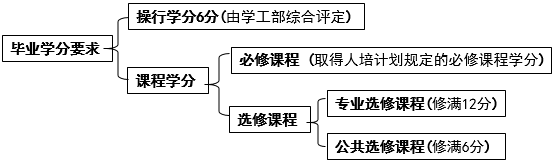 操行学分6分(由学工部综合评定)
毕业学分要求
必修课程（取得人培计划规定的必修课程学分)
课程学分
专业选修课程(修满12分)
选修课程
公共选修课程(修满6分)